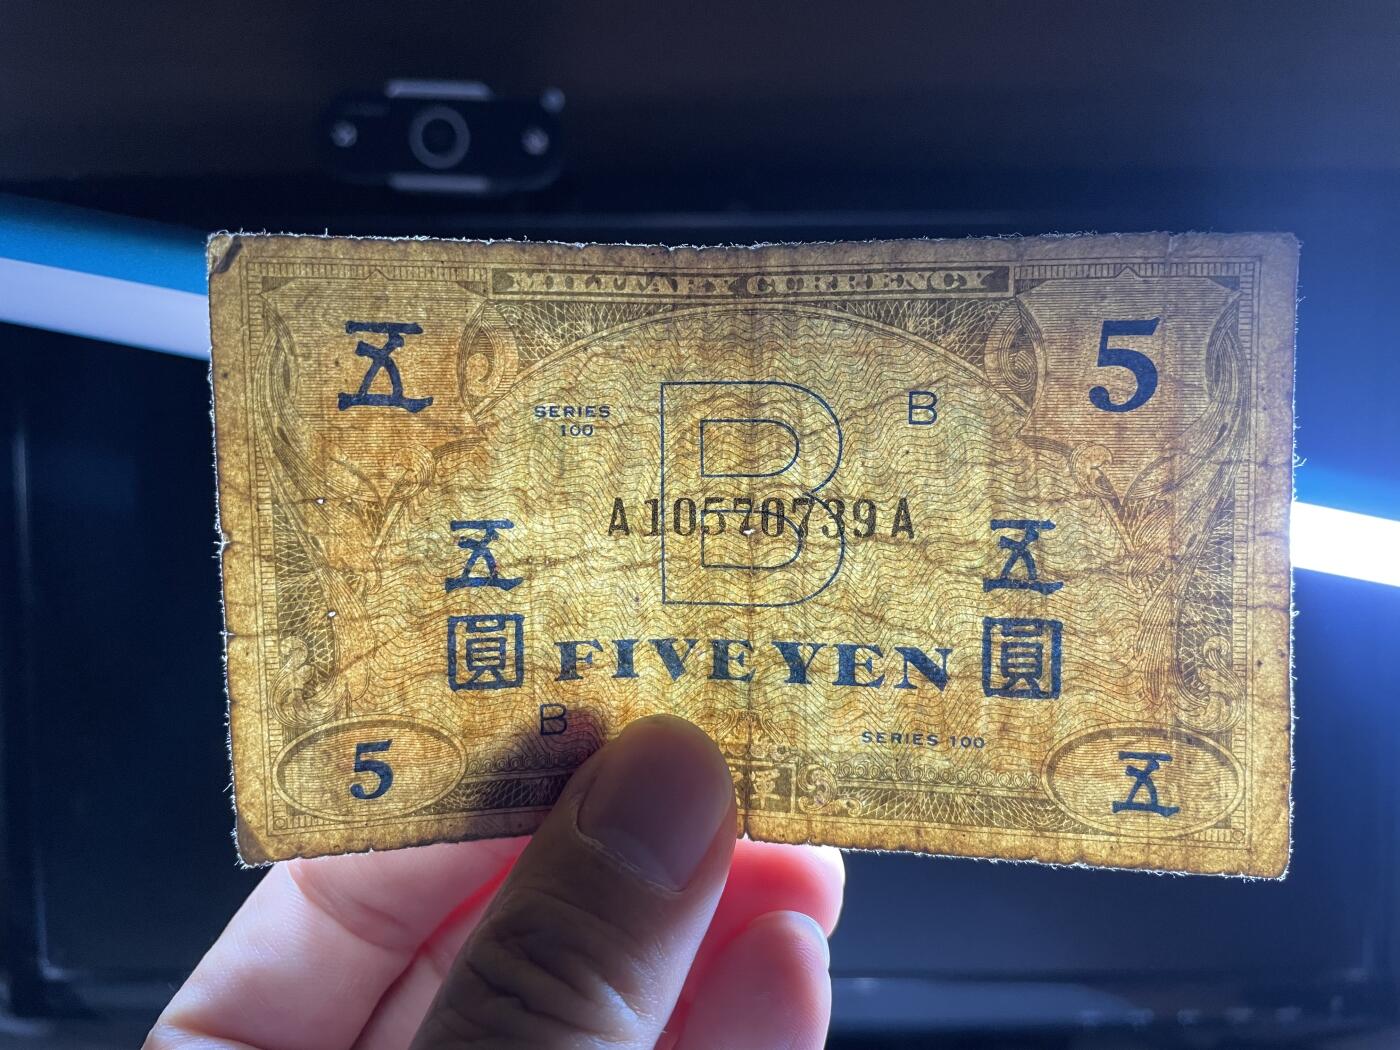 MILITARY CURRENCY
五 5
SERIES
100
B
B
A10570739A
五 五
圓 FIVE YEN 圓
B
SERIES 100
5 五